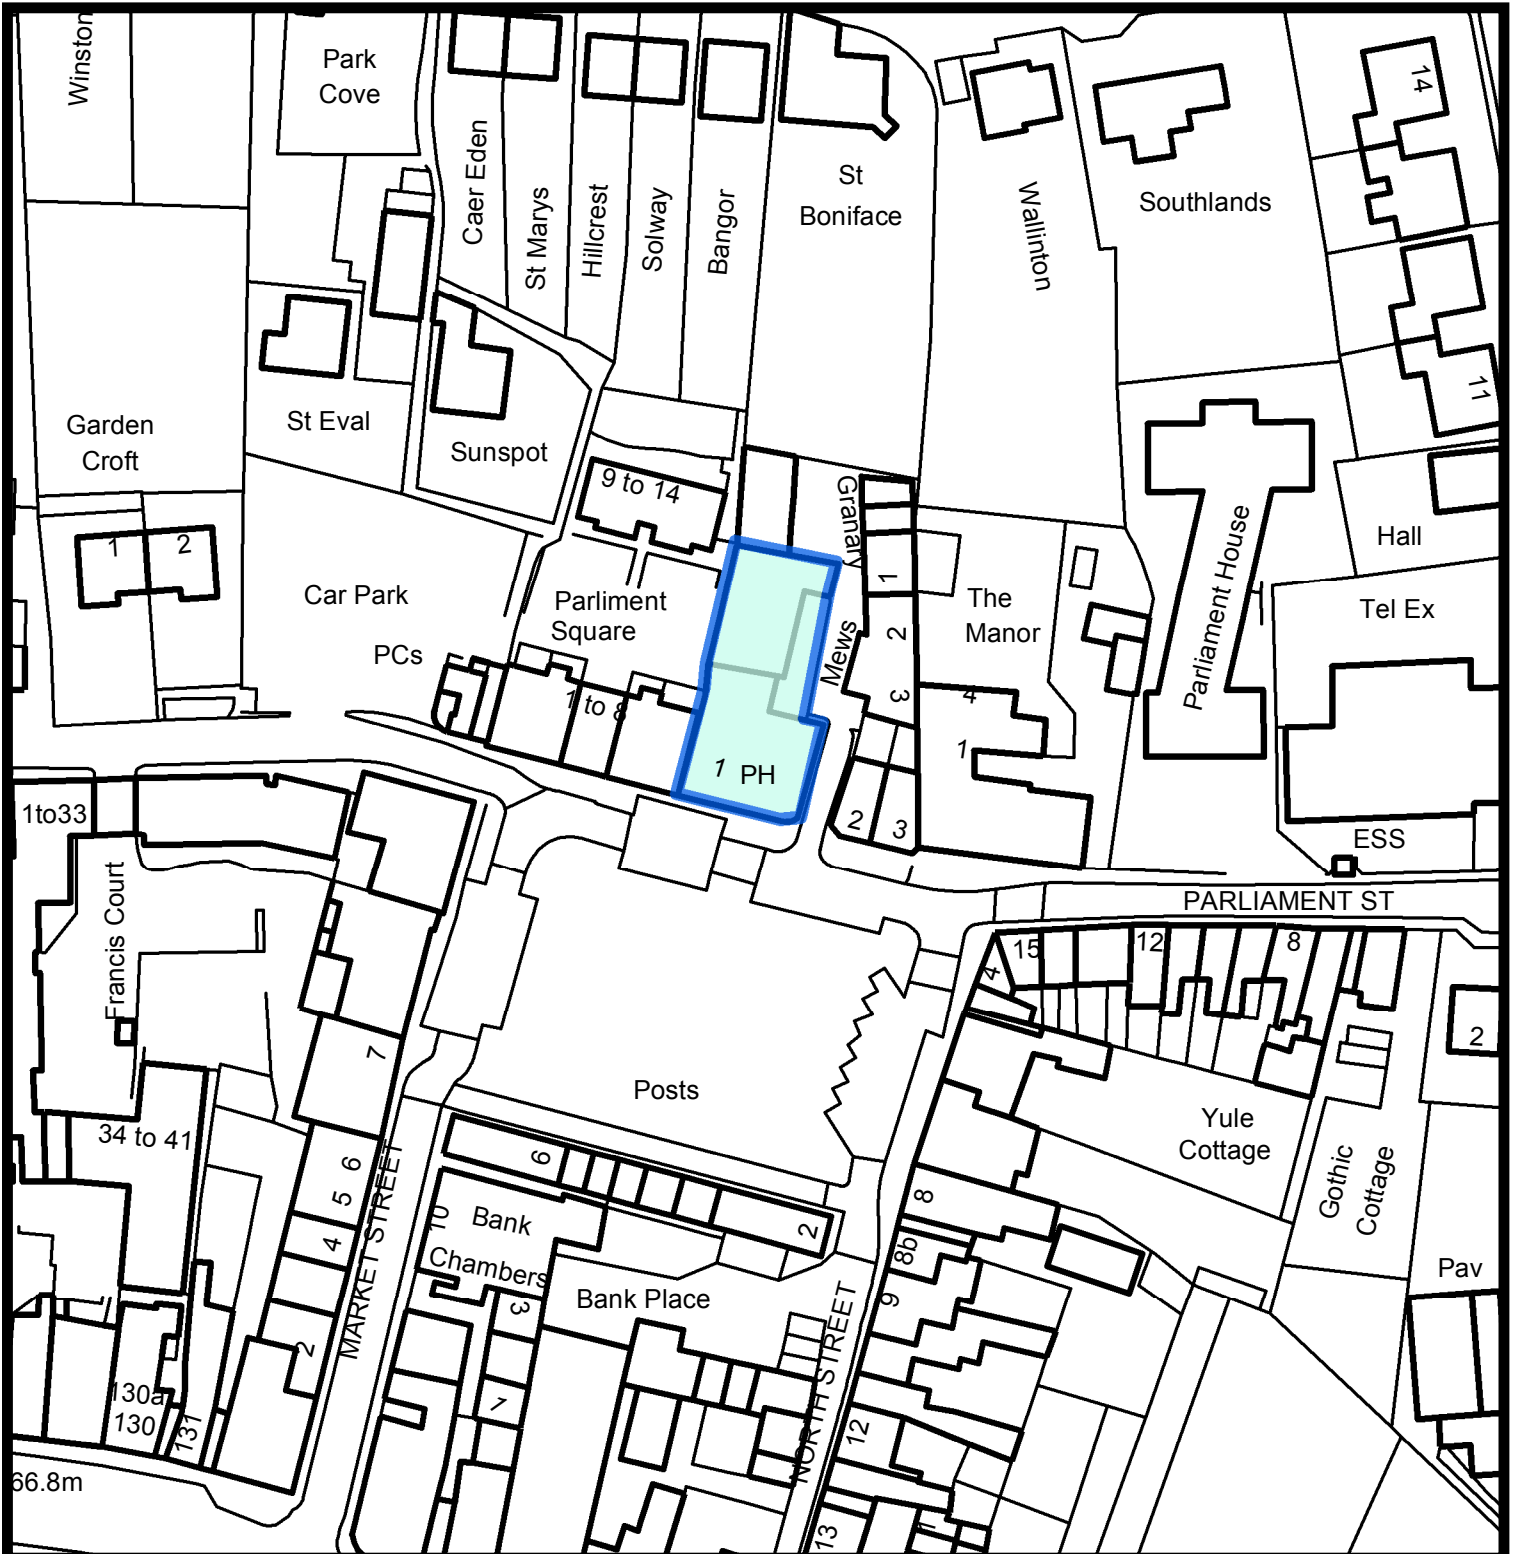 Winston
Park
Cove
Caer Eden
St Marys
Hillcrest
Solway
Bangor
St
Boniface
Wallinton
Southlands
14
11
Garden
Croft
St Eval
Sunspot
9 to 14
Granary
Mews
1
2
3
4
1
The
Manor
Parliament House
Hall
Tel Ex
1
2
Car Park
Parliment
Square
PCs
1 to 8
1
PH
2
3
ESS
PARLIAMENT ST
1to33
Francis Court
15
12
8
4
2
7
Posts
Yule
Cottage
Gothic
Cottage
34 to 41
6
5
4
2
MARKET STREET
10
Bank
Chambers
6
2
8
8b
9
Bank Place
3
1
NORTH STREET
12
13
1
Pav
130a
130
131
66.8m